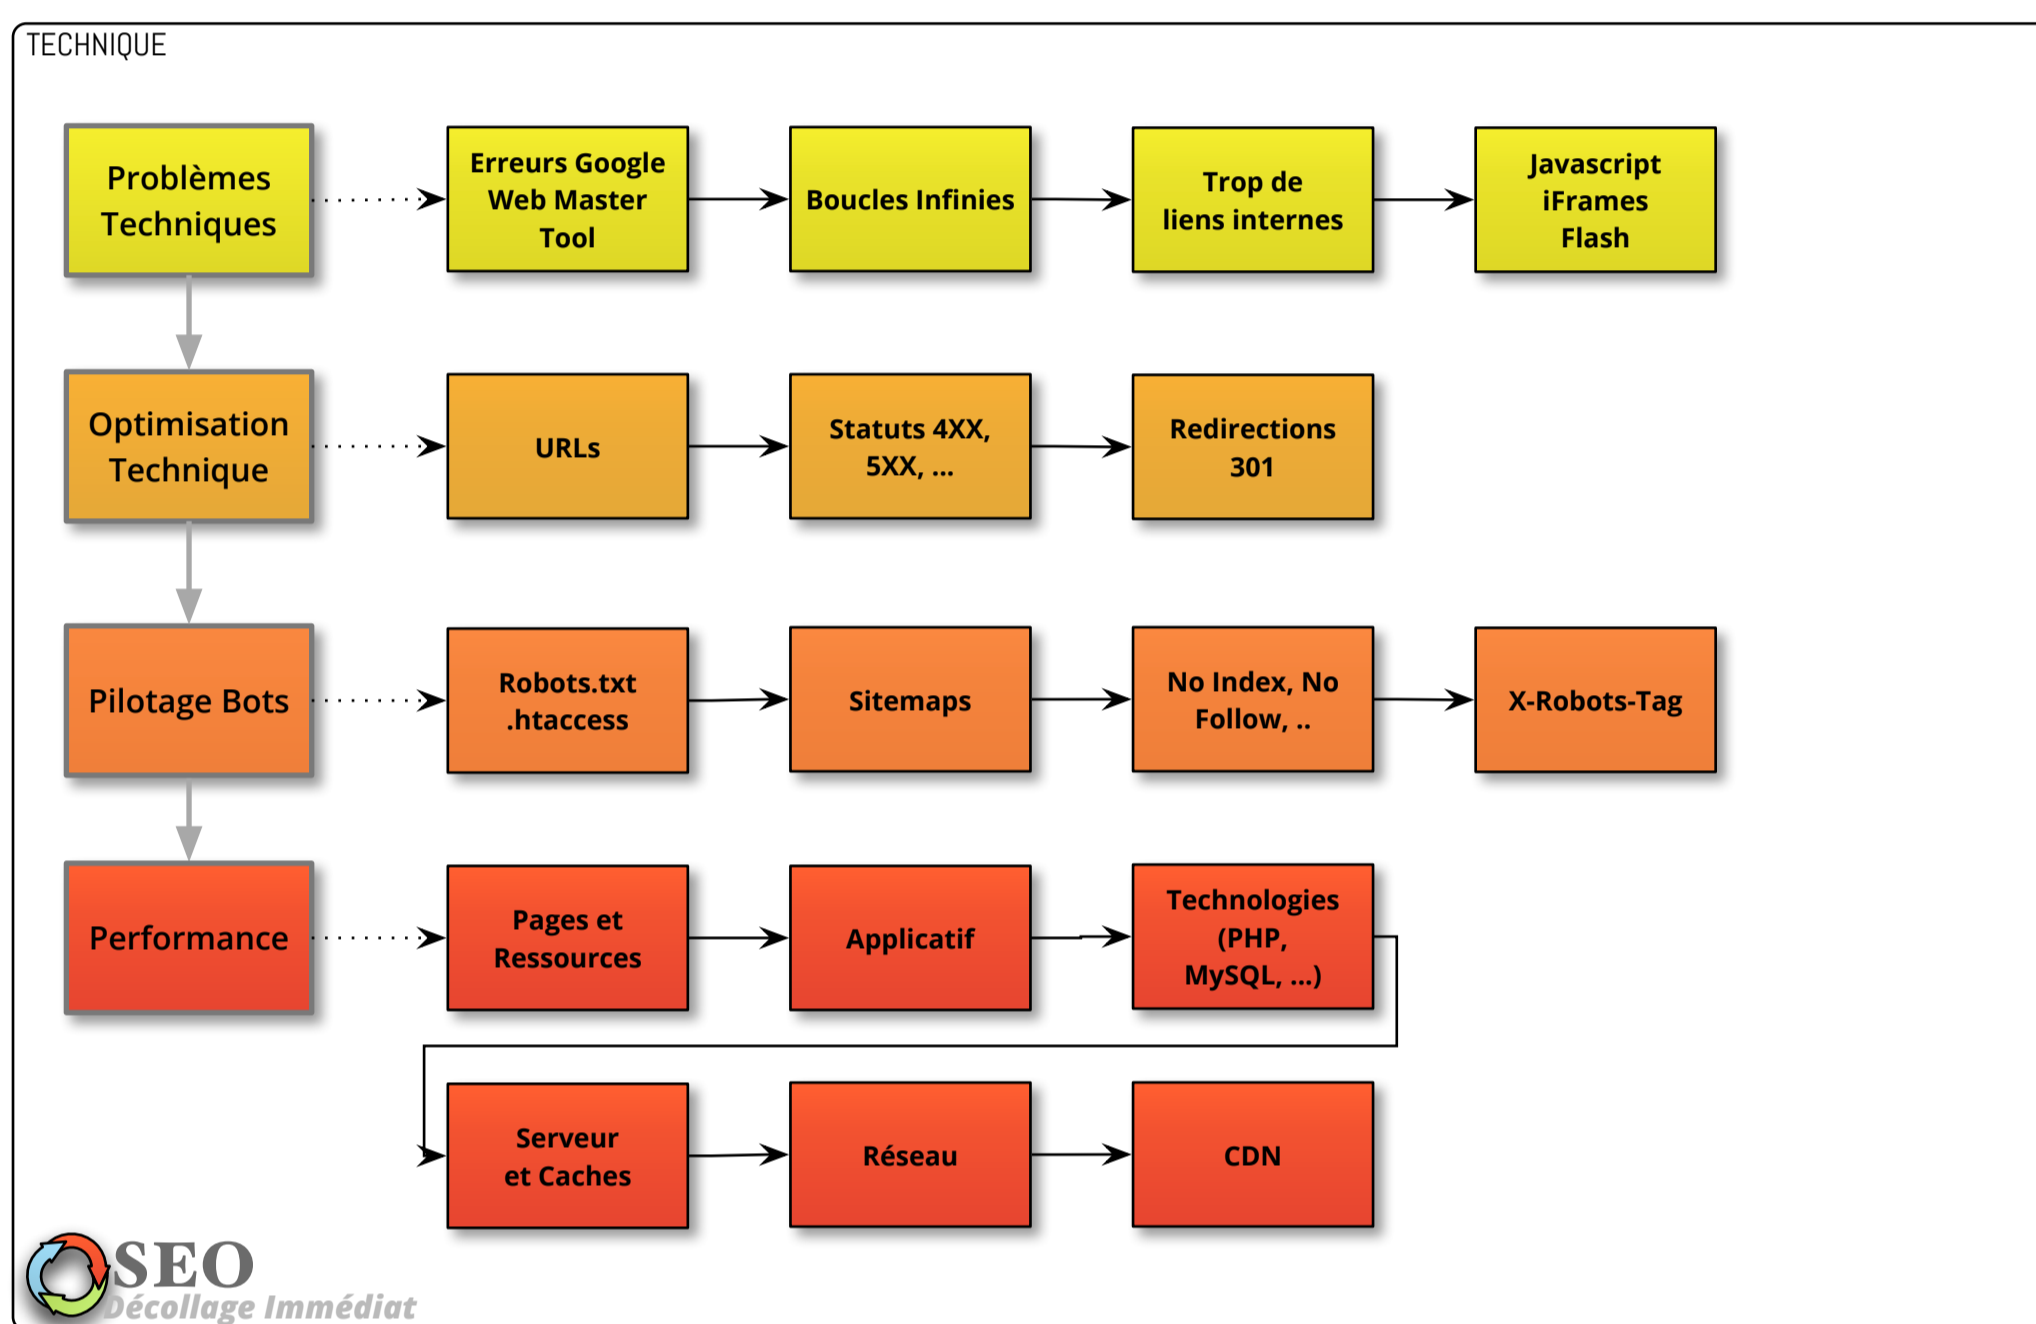 TECHNIQUE
Problèmes
Techniques
Erreurs Google
Web Master
Tool
Boucles Infinies
Trop de
liens internes
Javascript
iFrames
Flash
Optimisation
Technique
URLs
Statuts 4XX,
5XX, ...
Redirections
301
Pilotage Bots
Robots.txt
.htaccess
Sitemaps
No Index, No
Follow, ..
X-Robots-Tag
Performance
Pages et
Ressources
Applicatif
Technologies
(PHP,
MySQL, ...)
Serveur
et Caches
Réseau
CDN
SEO
Décollage Immédiat